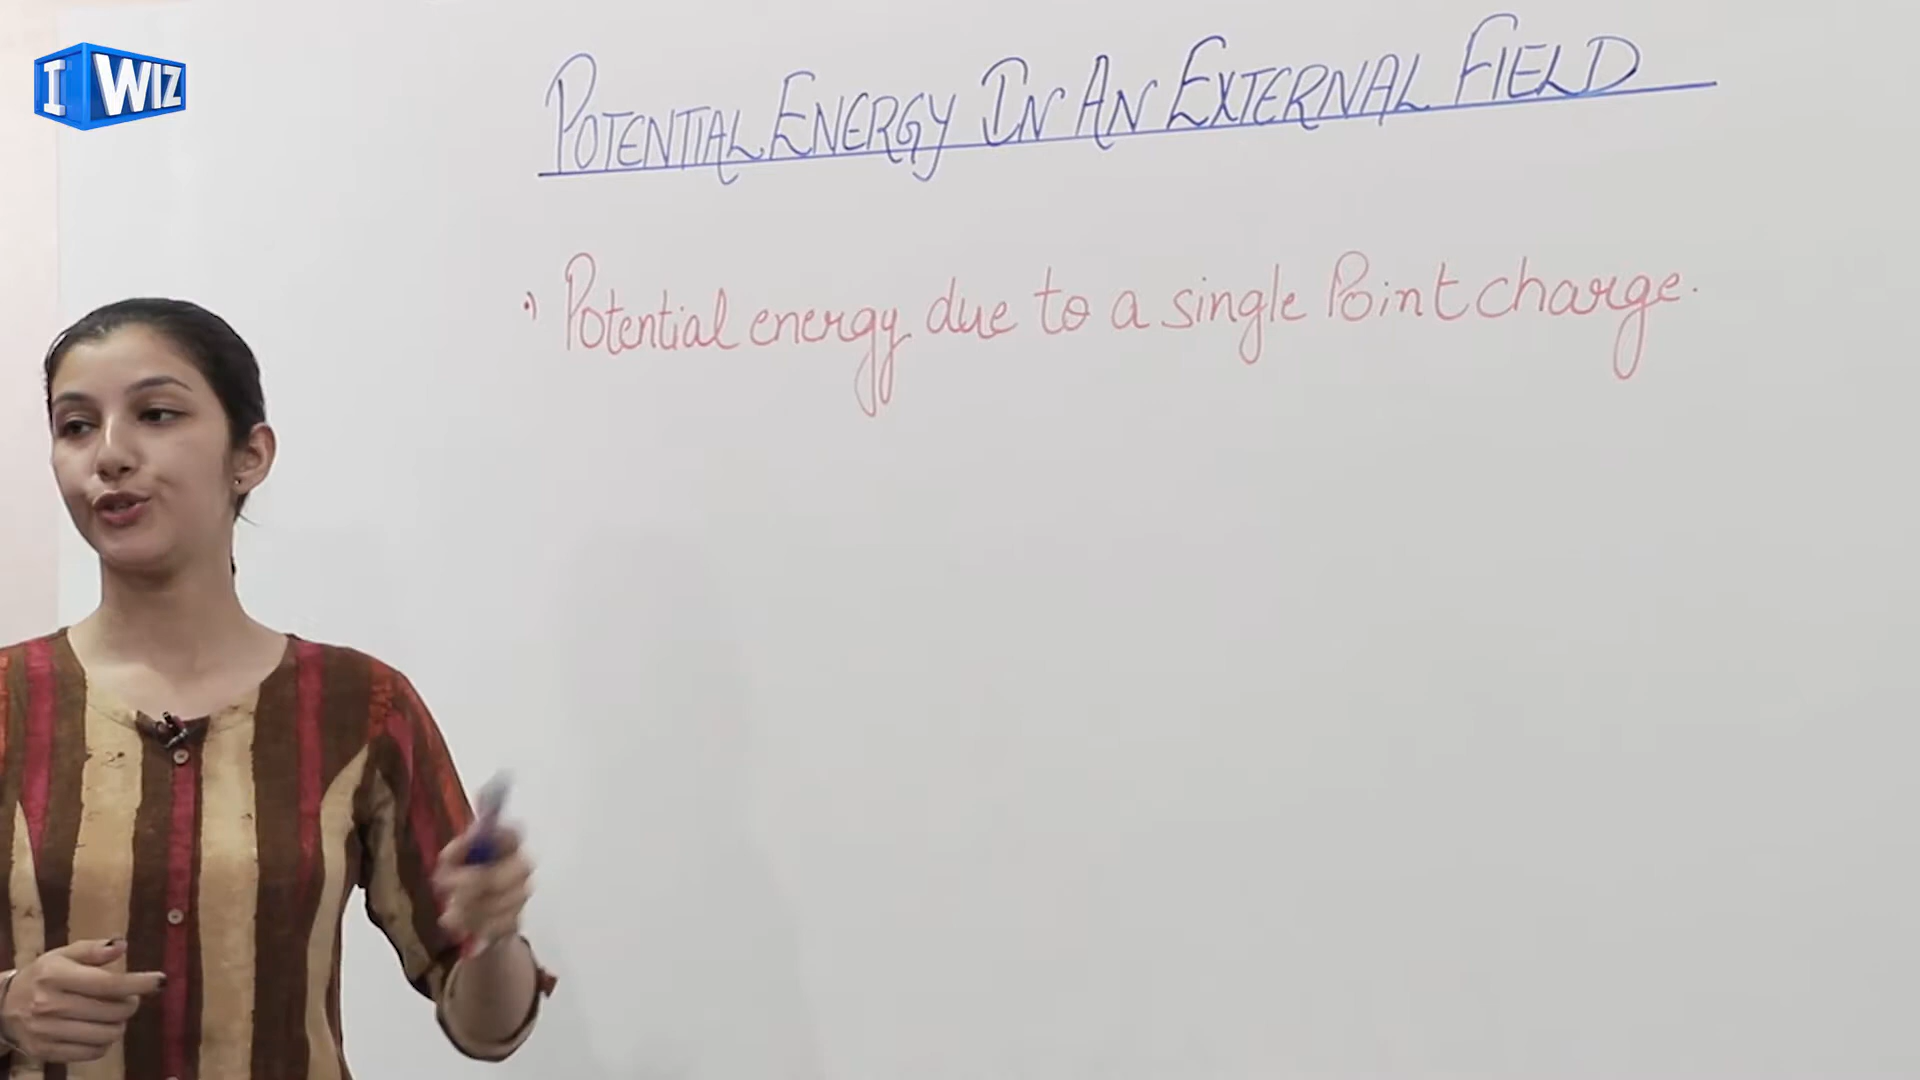 I WIZ
POTENTIAL ENERGY IN AN EXTERNAL FIELD
•) Potential energy due to a single Point charge.